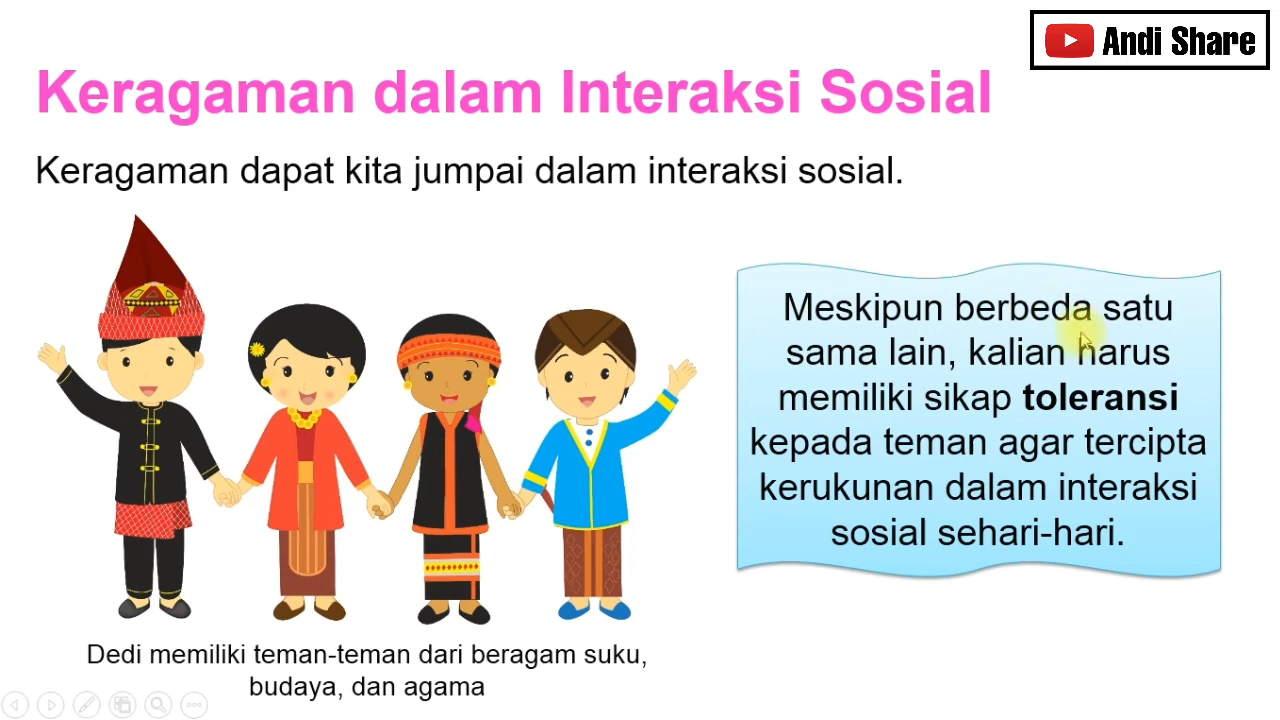 Andi Share
Keragaman dalam Interaksi Sosial
Keragaman dapat kita jumpai dalam interaksi sosial.
Meskipun berbeda satu
sama lain, kalian harus
memiliki sikap toleransi
kepada teman agar tercipta
kerukunan dalam interaksi
sosial sehari-hari.
Dedi memiliki teman-teman dari beragam suku,
budaya, dan agama